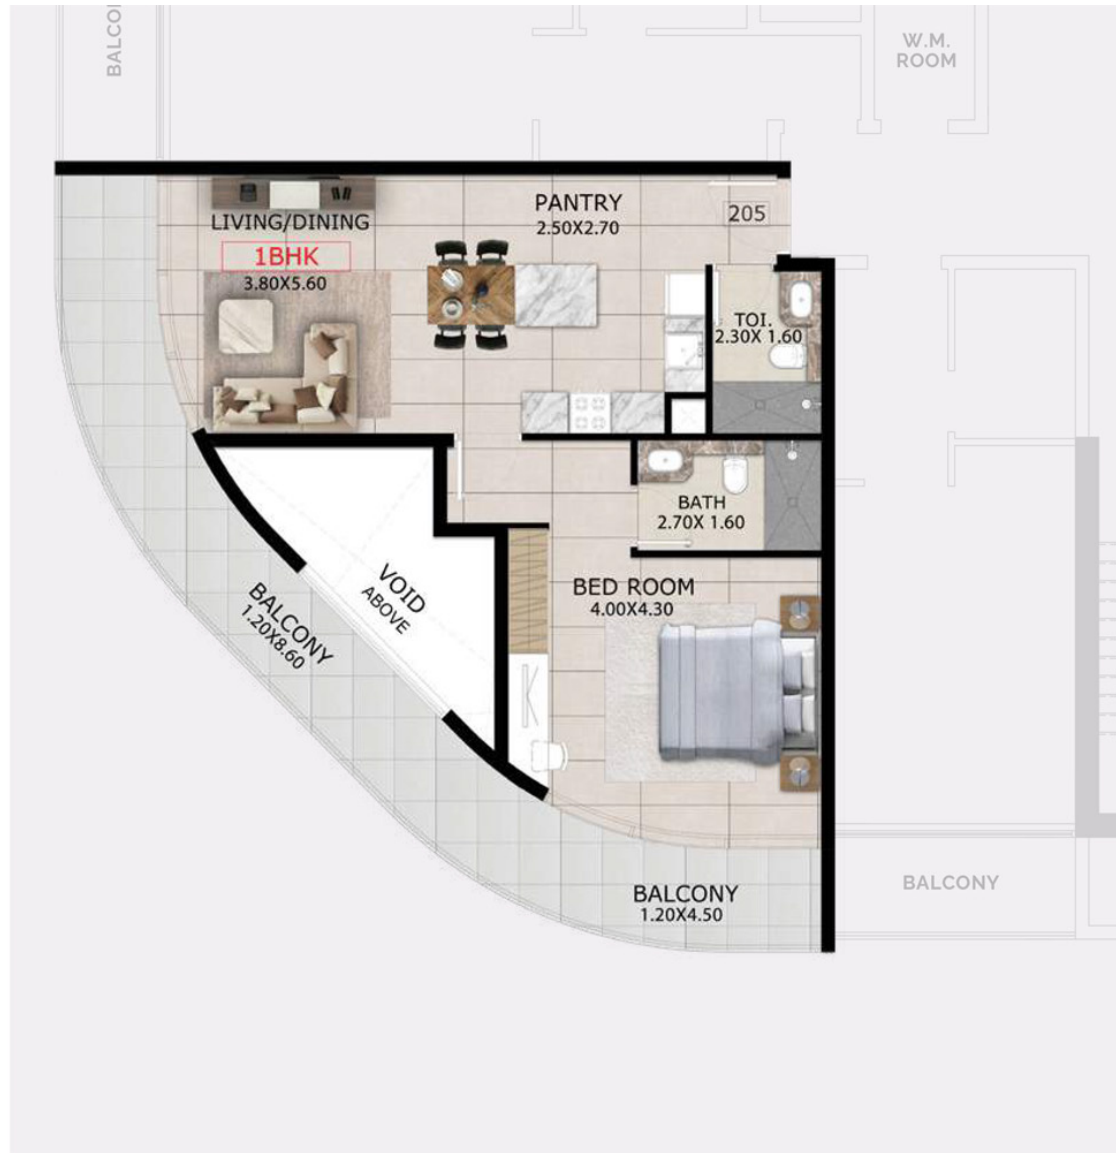 BALCO
W.M.
ROOM
PANTRY
2.50X2.70
205
LIVING/DINING
1BHK
3.80X5.60
TOI.
2.30X 1.60
BATH
2.70X 1.60
VOID
ABOVE
BED ROOM
4.00X4.30
BALCONY
1.20X8.60
BALCONY
1.20X4.50
BALCONY